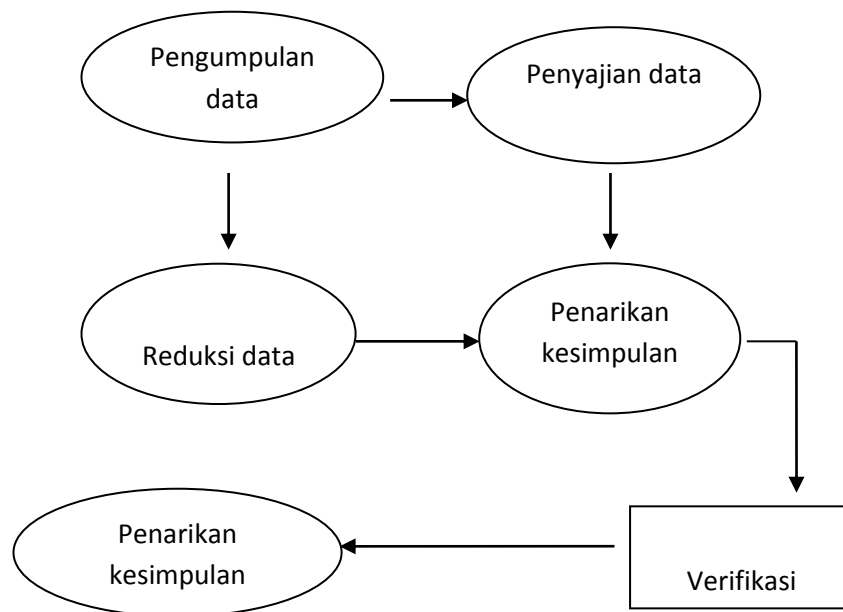 Pengumpulan
data
Penyajian data
Reduksi data
Penarikan
kesimpulan
Penarikan
kesimpulan
Verifikasi